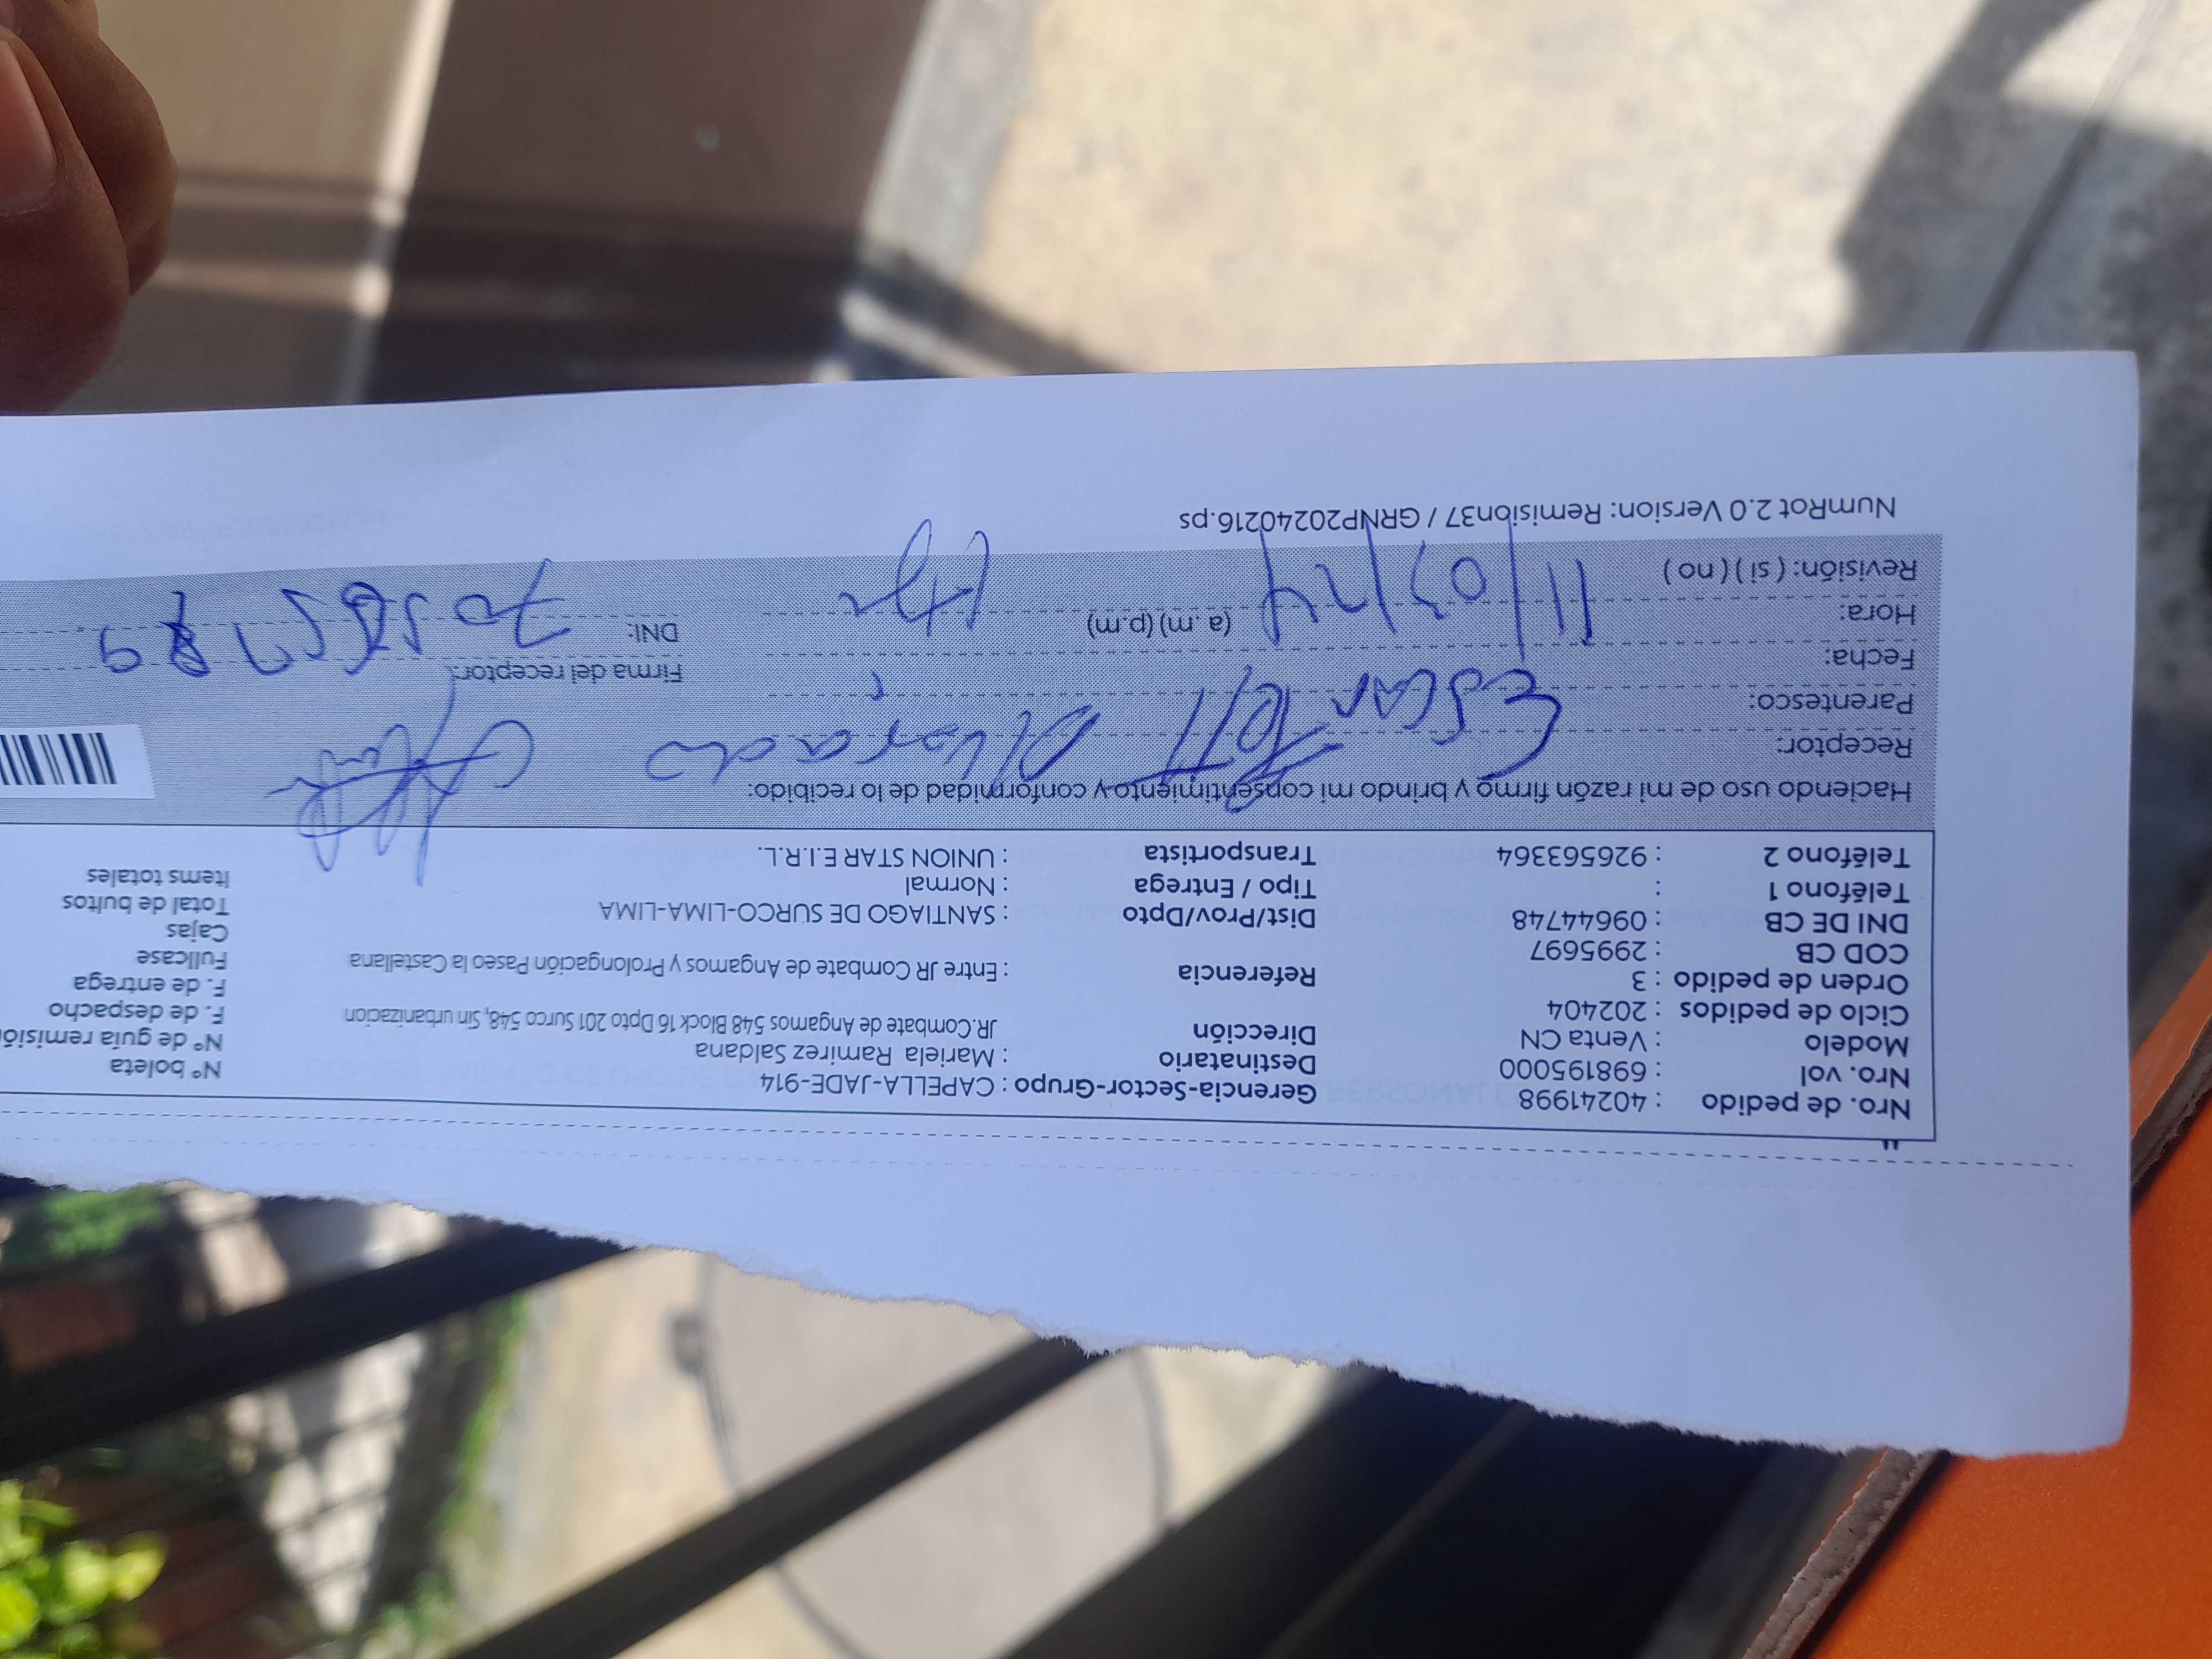 Nro. de pedido : 40241998 Gerencia-Sector-Grupo : CAPELLA-JADE-914 N° boleta
Nro. vol : 698195000 Destinatario : Mariela Ramirez Saldana N° de guía remisió
Modelo : Venta CN Dirección JR.Combate de Angamos 548 Block 16 Dpto 201 Surco 548, Sin urbanizacion F. de despacho
Ciclo de pedidos : 202404 F. de entrega
Orden de pedido : 3 Referencia : Entre JR Combate de Angamos y Prolongación Paseo la Castellana Fullcase
COD CB : 2995697 Cajas
DNI DE CB : 09644748 Dist/Prov/Dpto : SANTIAGO DE SURCO-LIMA-LIMA Total de bultos
Teléfono 1 : Tipo / Entrega : Normal Items totales
Teléfono 2 : 926563364 Transportista : UNION STAR E.I.R.L.
Haciendo uso de mi razón firmo y brindo mi consentimiento y conformidad de lo recibido:
Receptor: Alvarado
Parentesco:
Fecha: 11/03/24 Firma del receptor:
Hora: (a. m) (p.m) DNI:
Revisión: ( si ) ( no )
NumRot 2.0 Version: Remision37 / GRNP20240216.ps